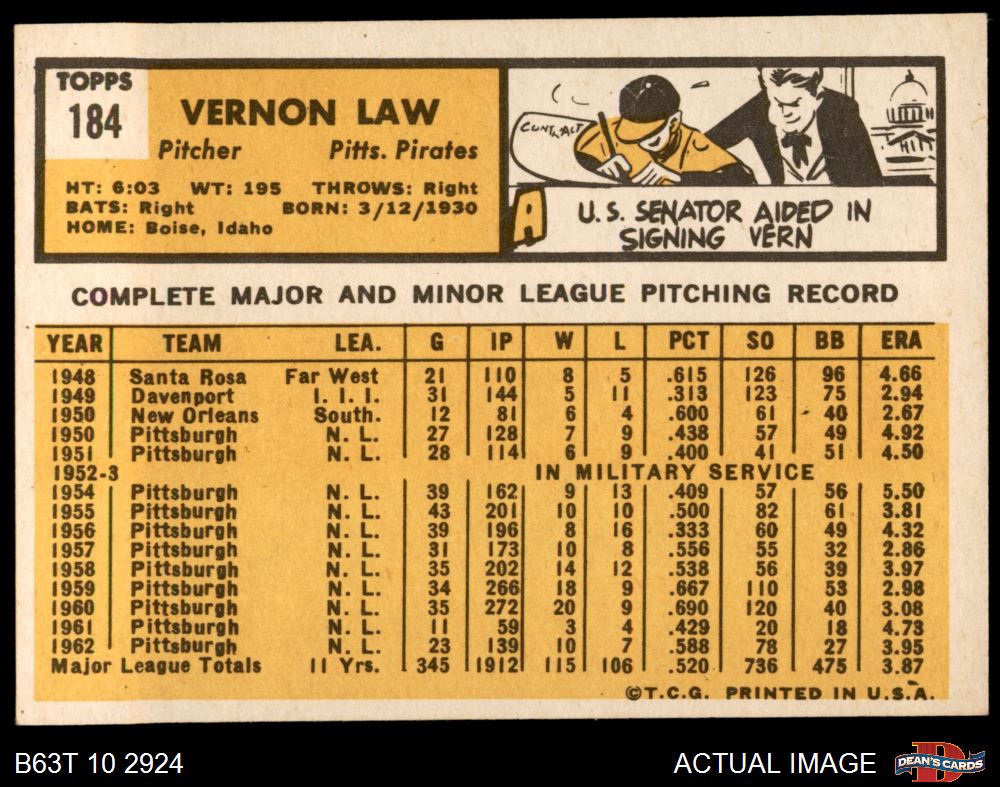 TOPPS
184
VERNON LAW
Pitcher Pitts. Pirates
HT: 6:03 WT: 195 THROWS: Right
BATS: Right BORN: 3/12/1930
HOME: Boise, Idaho
CONTRACT
A
U.S. SENATOR AIDED IN
SIGNING VERN
COMPLETE MAJOR AND MINOR LEAGUE PITCHING RECORD
YEAR TEAM LEA. G IP W L PCT SO BB ERA
1948 Santa Rosa Far West 21 110 8 5 .615 126 96 4.66
1949 Davenport I. I. I. 31 144 5 11 .313 123 75 2.94
1950 New Orleans South. 12 81 6 4 .600 61 40 2.67
1950 Pittsburgh N. L. 27 128 7 9 .438 57 49 4.92
1951 Pittsburgh N. L. 28 114 6 9 .400 41 51 4.50
1952-3 IN MILITARY SERVICE
1954 Pittsburgh N. L. 39 162 9 13 .409 57 56 5.50
1955 Pittsburgh N. L. 43 201 10 10 .500 82 61 3.81
1956 Pittsburgh N. L. 39 196 8 16 .333 60 49 4.32
1957 Pittsburgh N. L. 31 173 10 8 .556 55 32 2.86
1958 Pittsburgh N. L. 35 202 14 12 .538 56 39 3.97
1959 Pittsburgh N. L. 34 266 18 9 .667 110 53 2.98
1960 Pittsburgh N. L. 35 272 20 9 .690 120 40 3.08
1961 Pittsburgh N. L. 11 59 3 4 .429 20 18 4.73
1962 Pittsburgh N. L. 23 139 10 7 .588 78 27 3.95
Major League Totals 11 Yrs. 345 1912 115 106 .520 736 475 3.87
©T.C.G. PRINTED IN U.S.A.
B63T 10 2924 ACTUAL IMAGE DEAN'S CARDS